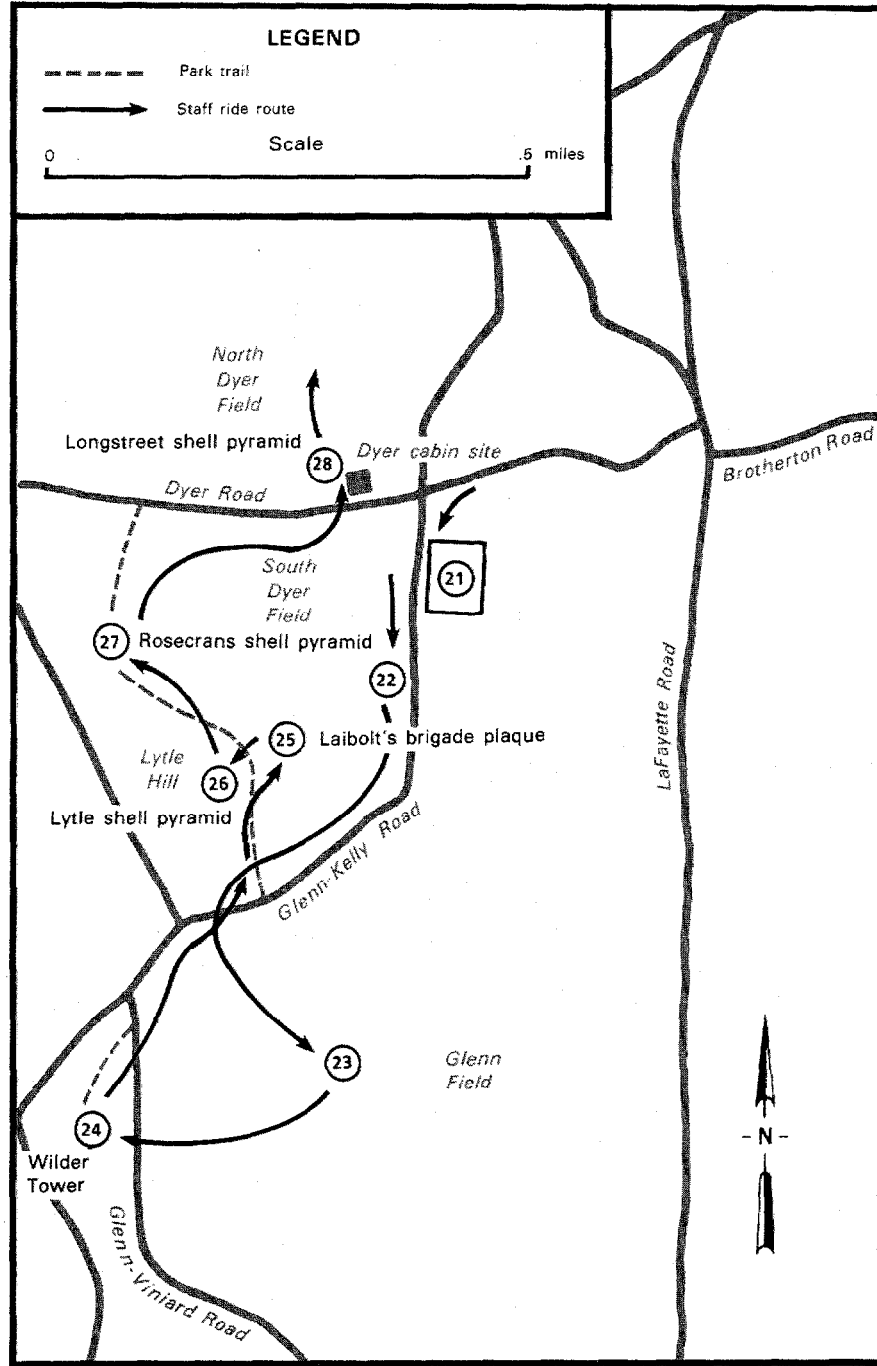 LEGEND
Park trail
Staff ride route
Scale
0 .5 miles
North
Dyer
Field
Longstreet shell pyramid
28
Dyer cabin site
Dyer Road
Brotherton Road
South
Dyer
Field
21
27
Rosecrans shell pyramid
22
25
Laibolt's brigade plaque
Lytle
Hill
26
Lytle shell pyramid
LaFayette Road
Glenn-Kelly Road
23
Glenn
Field
24
Wilder
Tower
- N -
Glenn-Viniard Road